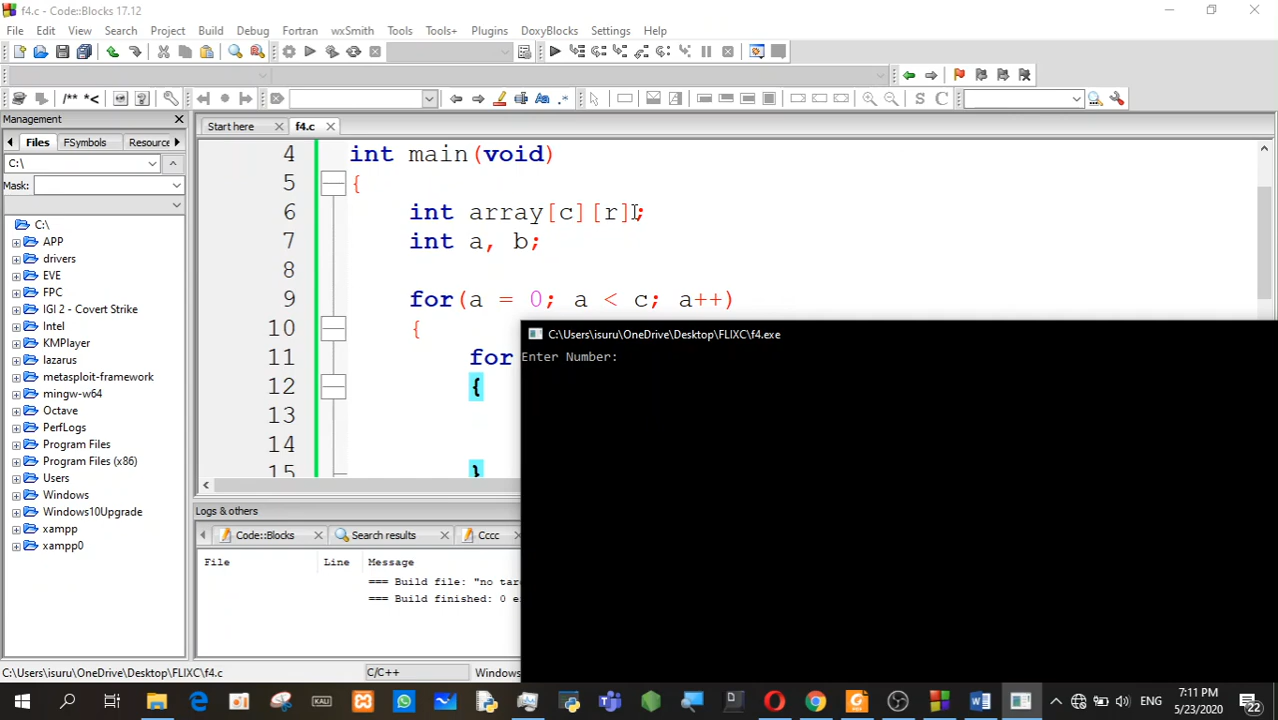 f4.c - Code::Blocks 17.12
File Edit View Search Project Build Debug Fortran wxSmith Tools Tools+ Plugins DoxyBlocks Settings Help
/** *<
S C
Management
Start here f4.c
Files FSymbols Resource
C:\
Mask:
C:\
APP
drivers
EVE
FPC
IGI 2 - Covert Strike
Intel
KMPlayer
lazarus
metasploit-framework
mingw-w64
Octave
PerfLogs
Program Files
Program Files (x86)
Users
Windows
Windows10Upgrade
xampp
xampp0
4 int main(void)
5 {
6 int array[c][r];
7 int a, b;
8
9 for(a = 0; a < c; a++)
10 {
11 for
12 {
13
14
15 }
C:\Users\isuru\OneDrive\Desktop\FLIXC\f4.exe
Enter Number:
Logs & others
Code::Blocks Search results Cccc
File Line Message
=== Build file: "no tar
=== Build finished: 0 e
C:\Users\isuru\OneDrive\Desktop\FLIXC\f4.c C/C++ Windows
KALI
ENG
7:11 PM
5/23/2020
22